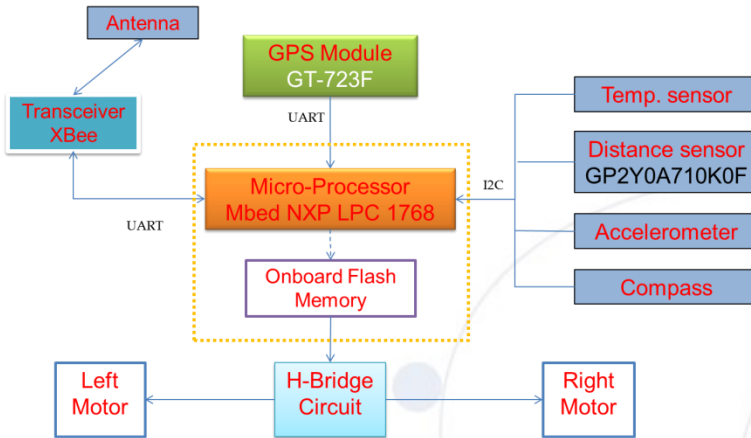 Antenna
GPS Module
GT-723F
Transceiver
XBee
Temp. sensor
UART
Distance sensor
GP2Y0A710K0F
Micro-Processor
Mbed NXP LPC 1768
I2C
UART
Accelerometer
Onboard Flash
Memory
Compass
Left
Motor
H-Bridge
Circuit
Right
Motor